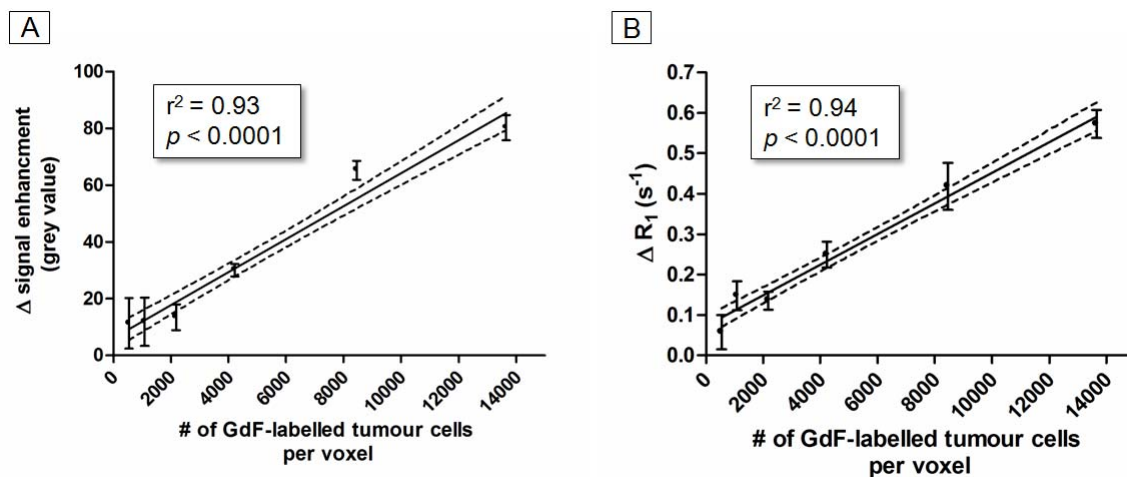 A
Δ signal enhancment
(grey value)
100
80
60
40
20
0
r² = 0.93
p < 0.0001
0
2000
4000
6000
8000
10000
12000
14000
# of GdF-labelled tumour cells
per voxel
B
Δ R₁ (s⁻¹)
0.7
0.6
0.5
0.4
0.3
0.2
0.1
0.0
r² = 0.94
p < 0.0001
0
2000
4000
6000
8000
10000
12000
14000
# of GdF-labelled tumour cells
per voxel